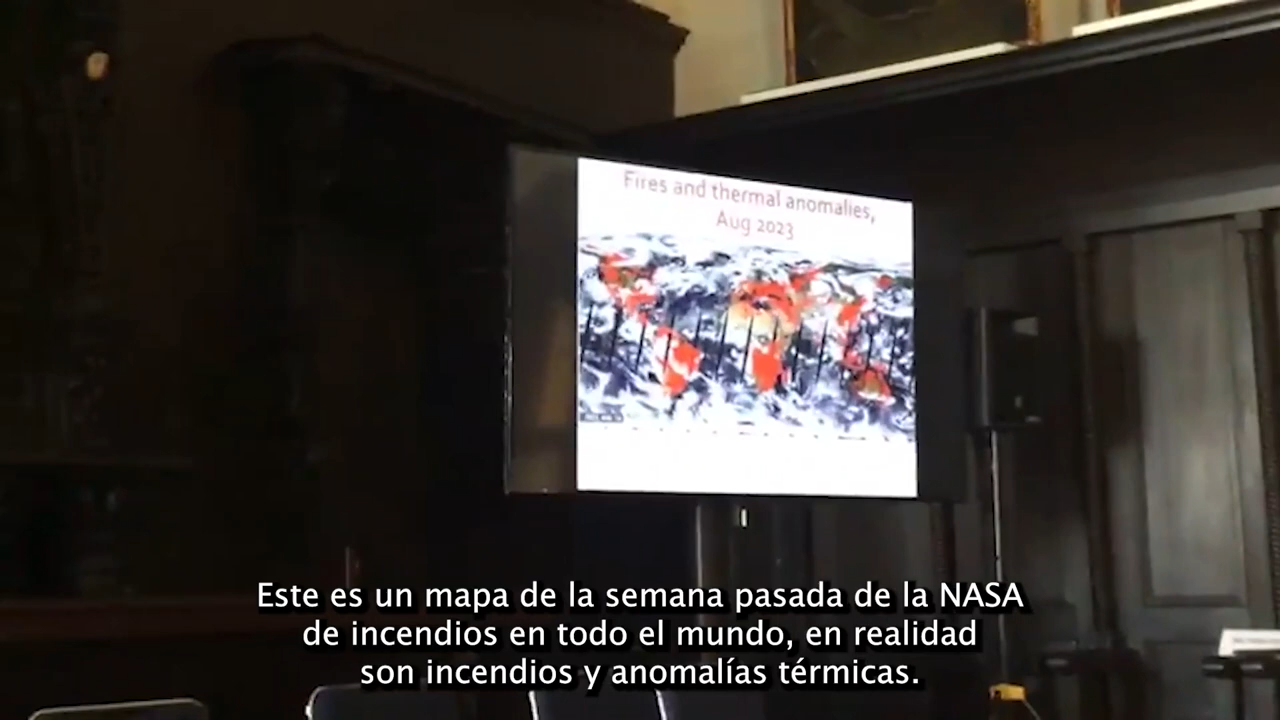 Fires and thermal anomalies,
Aug 2023
Este es un mapa de la semana pasada de la NASA
de incendios en todo el mundo, en realidad
son incendios y anomalías térmicas.